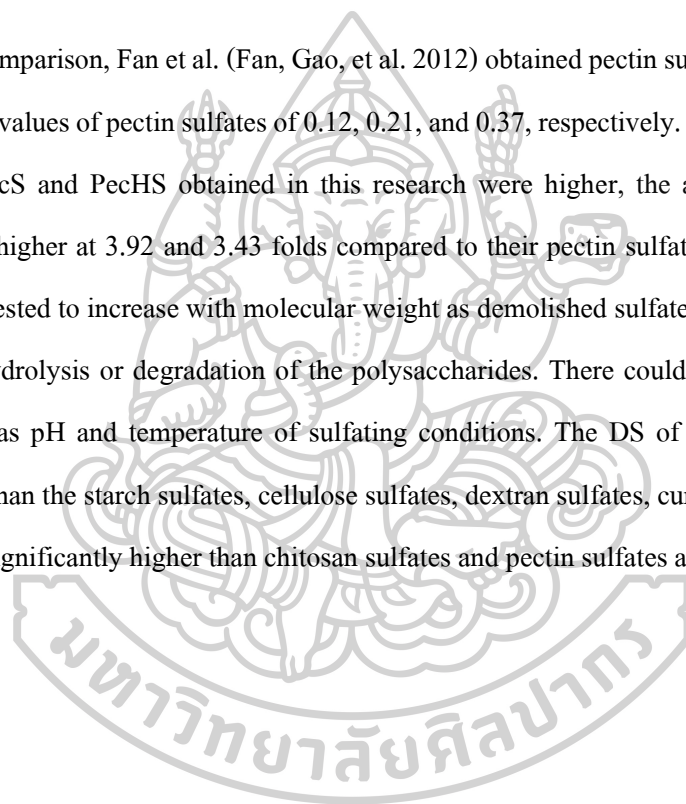 mparison, Fan et al. (Fan, Gao, et al. 2012) obtained pectin su
values of pectin sulfates of 0.12, 0.21, and 0.37, respectively.
cS and PecHS obtained in this research were higher, the a
higher at 3.92 and 3.43 folds compared to their pectin sulfat
ested to increase with molecular weight as demolished sulfate
ydrolysis or degradation of the polysaccharides. There could
as pH and temperature of sulfating conditions. The DS of
han the starch sulfates, cellulose sulfates, dextran sulfates, cur
ignificantly higher than chitosan sulfates and pectin sulfates a
มหาวิทยาลัยศิลปากร